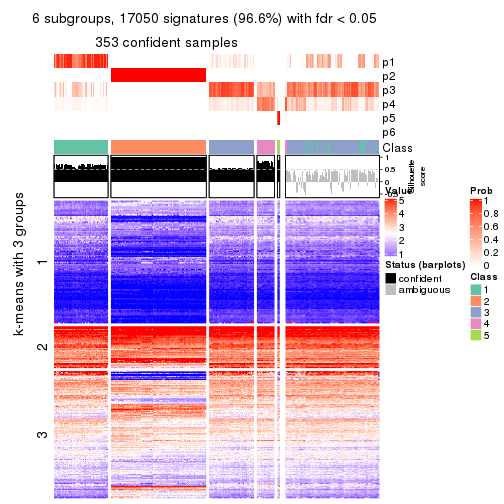 6 subgroups, 17050 signatures (96.6%) with fdr < 0.05
353 confident samples
p1
p2
p3
p4
p5
p6
Class
1
0.5
0
Silhouette
score
k-means with 3 groups
1
2
3
Value
5
4
3
2
1
Status (barplots)
confident
ambiguous
Prob
1
0.8
0.6
0.4
0.2
0
Class
1
2
3
4
5